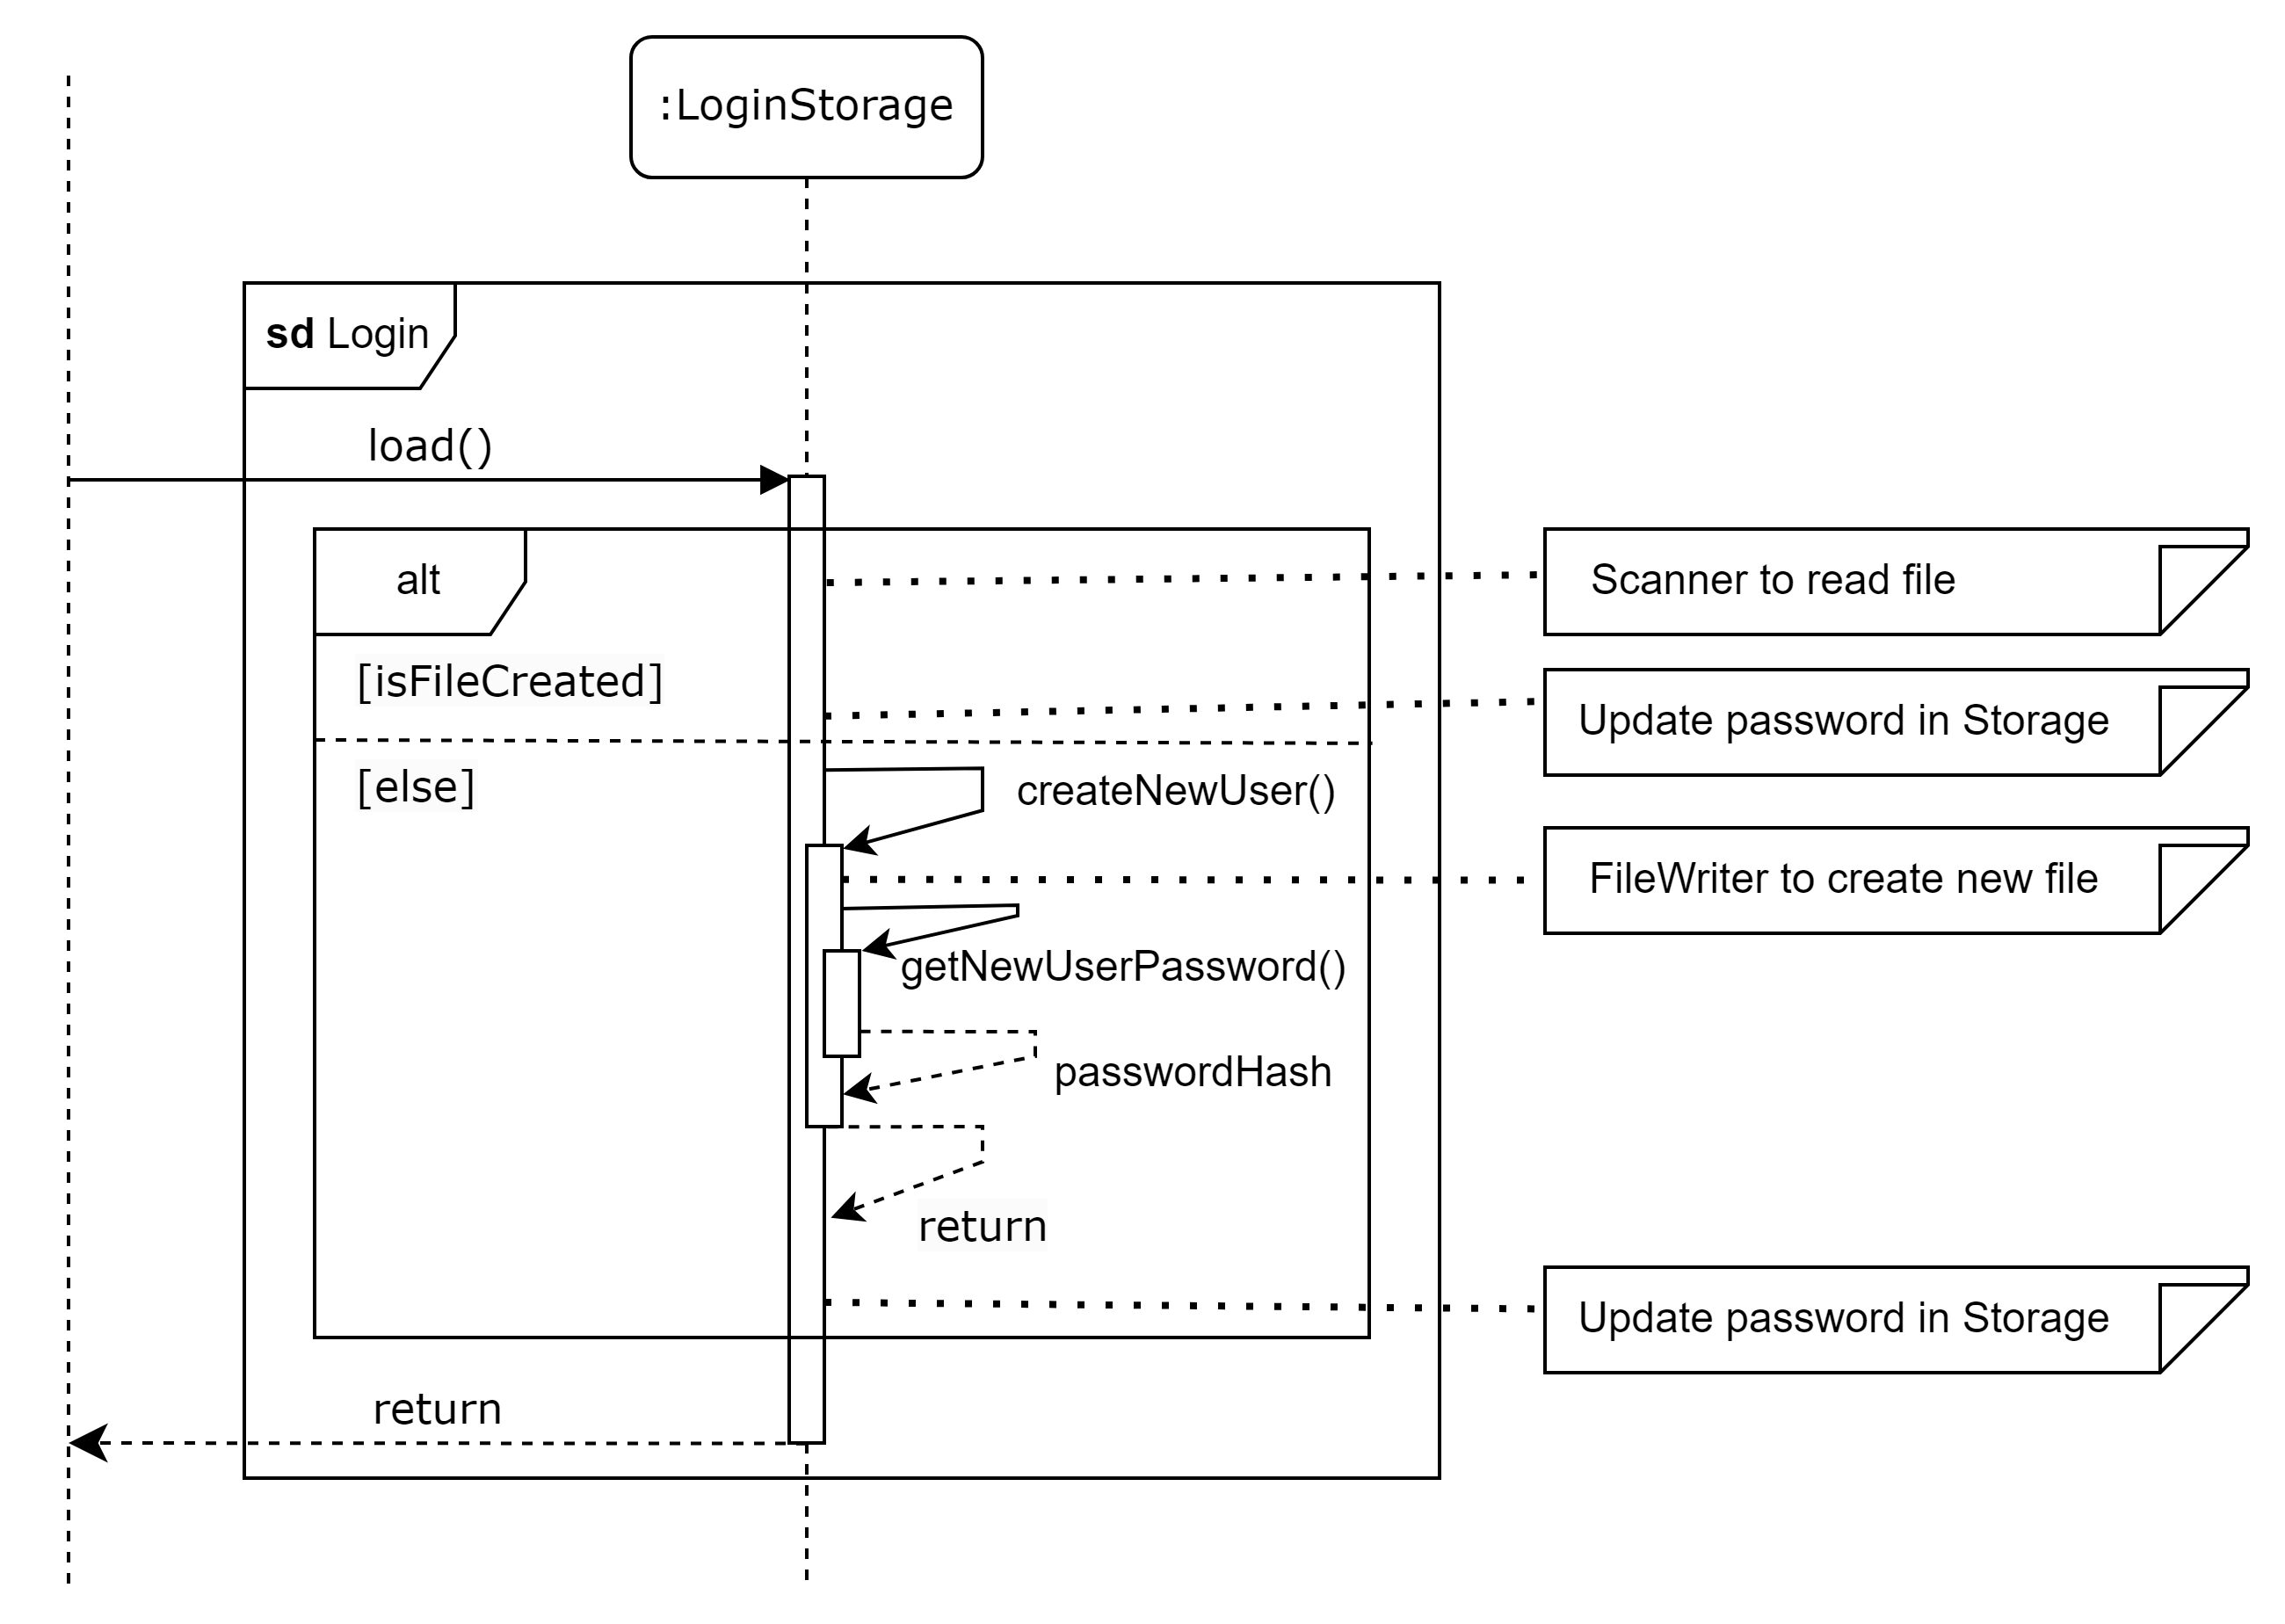 :LoginStorage
sd Login
load()
alt
Scanner to read file
[isFileCreated]
Update password in Storage
[else]
createNewUser()
FileWriter to create new file
getNewUserPassword()
passwordHash
return
Update password in Storage
return